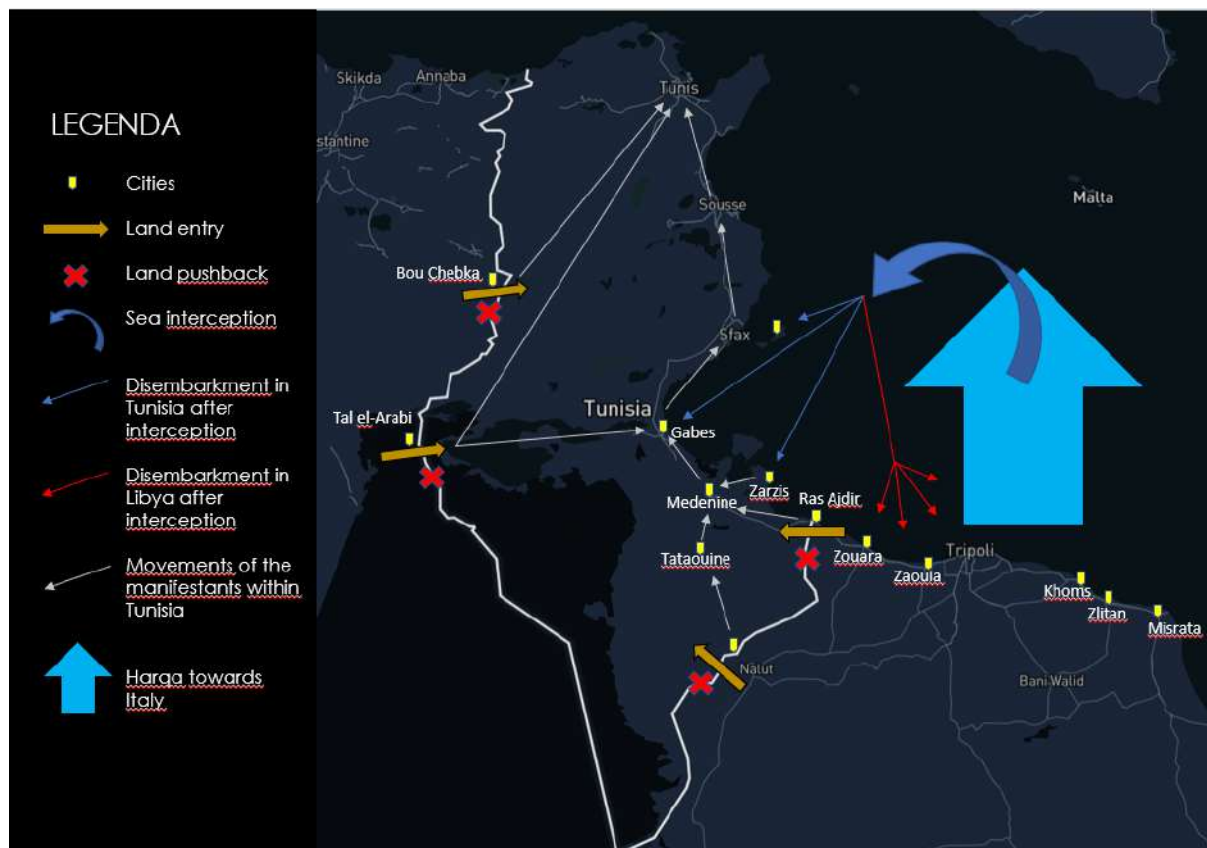 LEGENDA
Cities
Land entry
Land pushback
Sea interception
Disembarkment in
Tunisia after
interception
Disembarkment in
Libya after
interception
Movements of the
manifestants within
Tunisia
Harga towards
Italy
Skikda
Annaba
Tunis
stantine
Sousse
Malta
Bou Chebka
Sfax
Tal el-Arabi
Tunisia
Gabes
Medenine
Zarzis
Ras Ajdir
Tataouine
Zouara
Zaouia
Tripoli
Khoms
Zlitan
Misrata
Nalut
Bani Walid